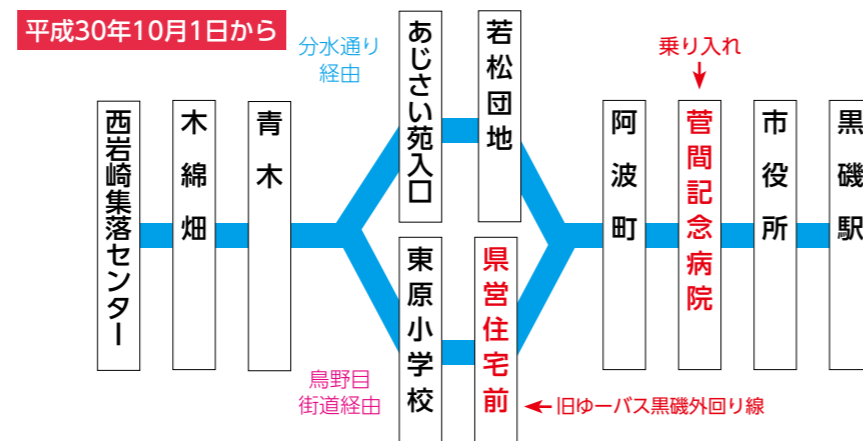 平成30年10月1日から
分水通り
経由
乗り入れ
西岩崎集落センター
木綿畑
青木
あじさい苑入口
若松団地
東原小学校
県営住宅前
阿波町
菅間記念病院
市役所
黒磯駅
鳥野目
街道経由
旧ゆーバス黒磯外回り線